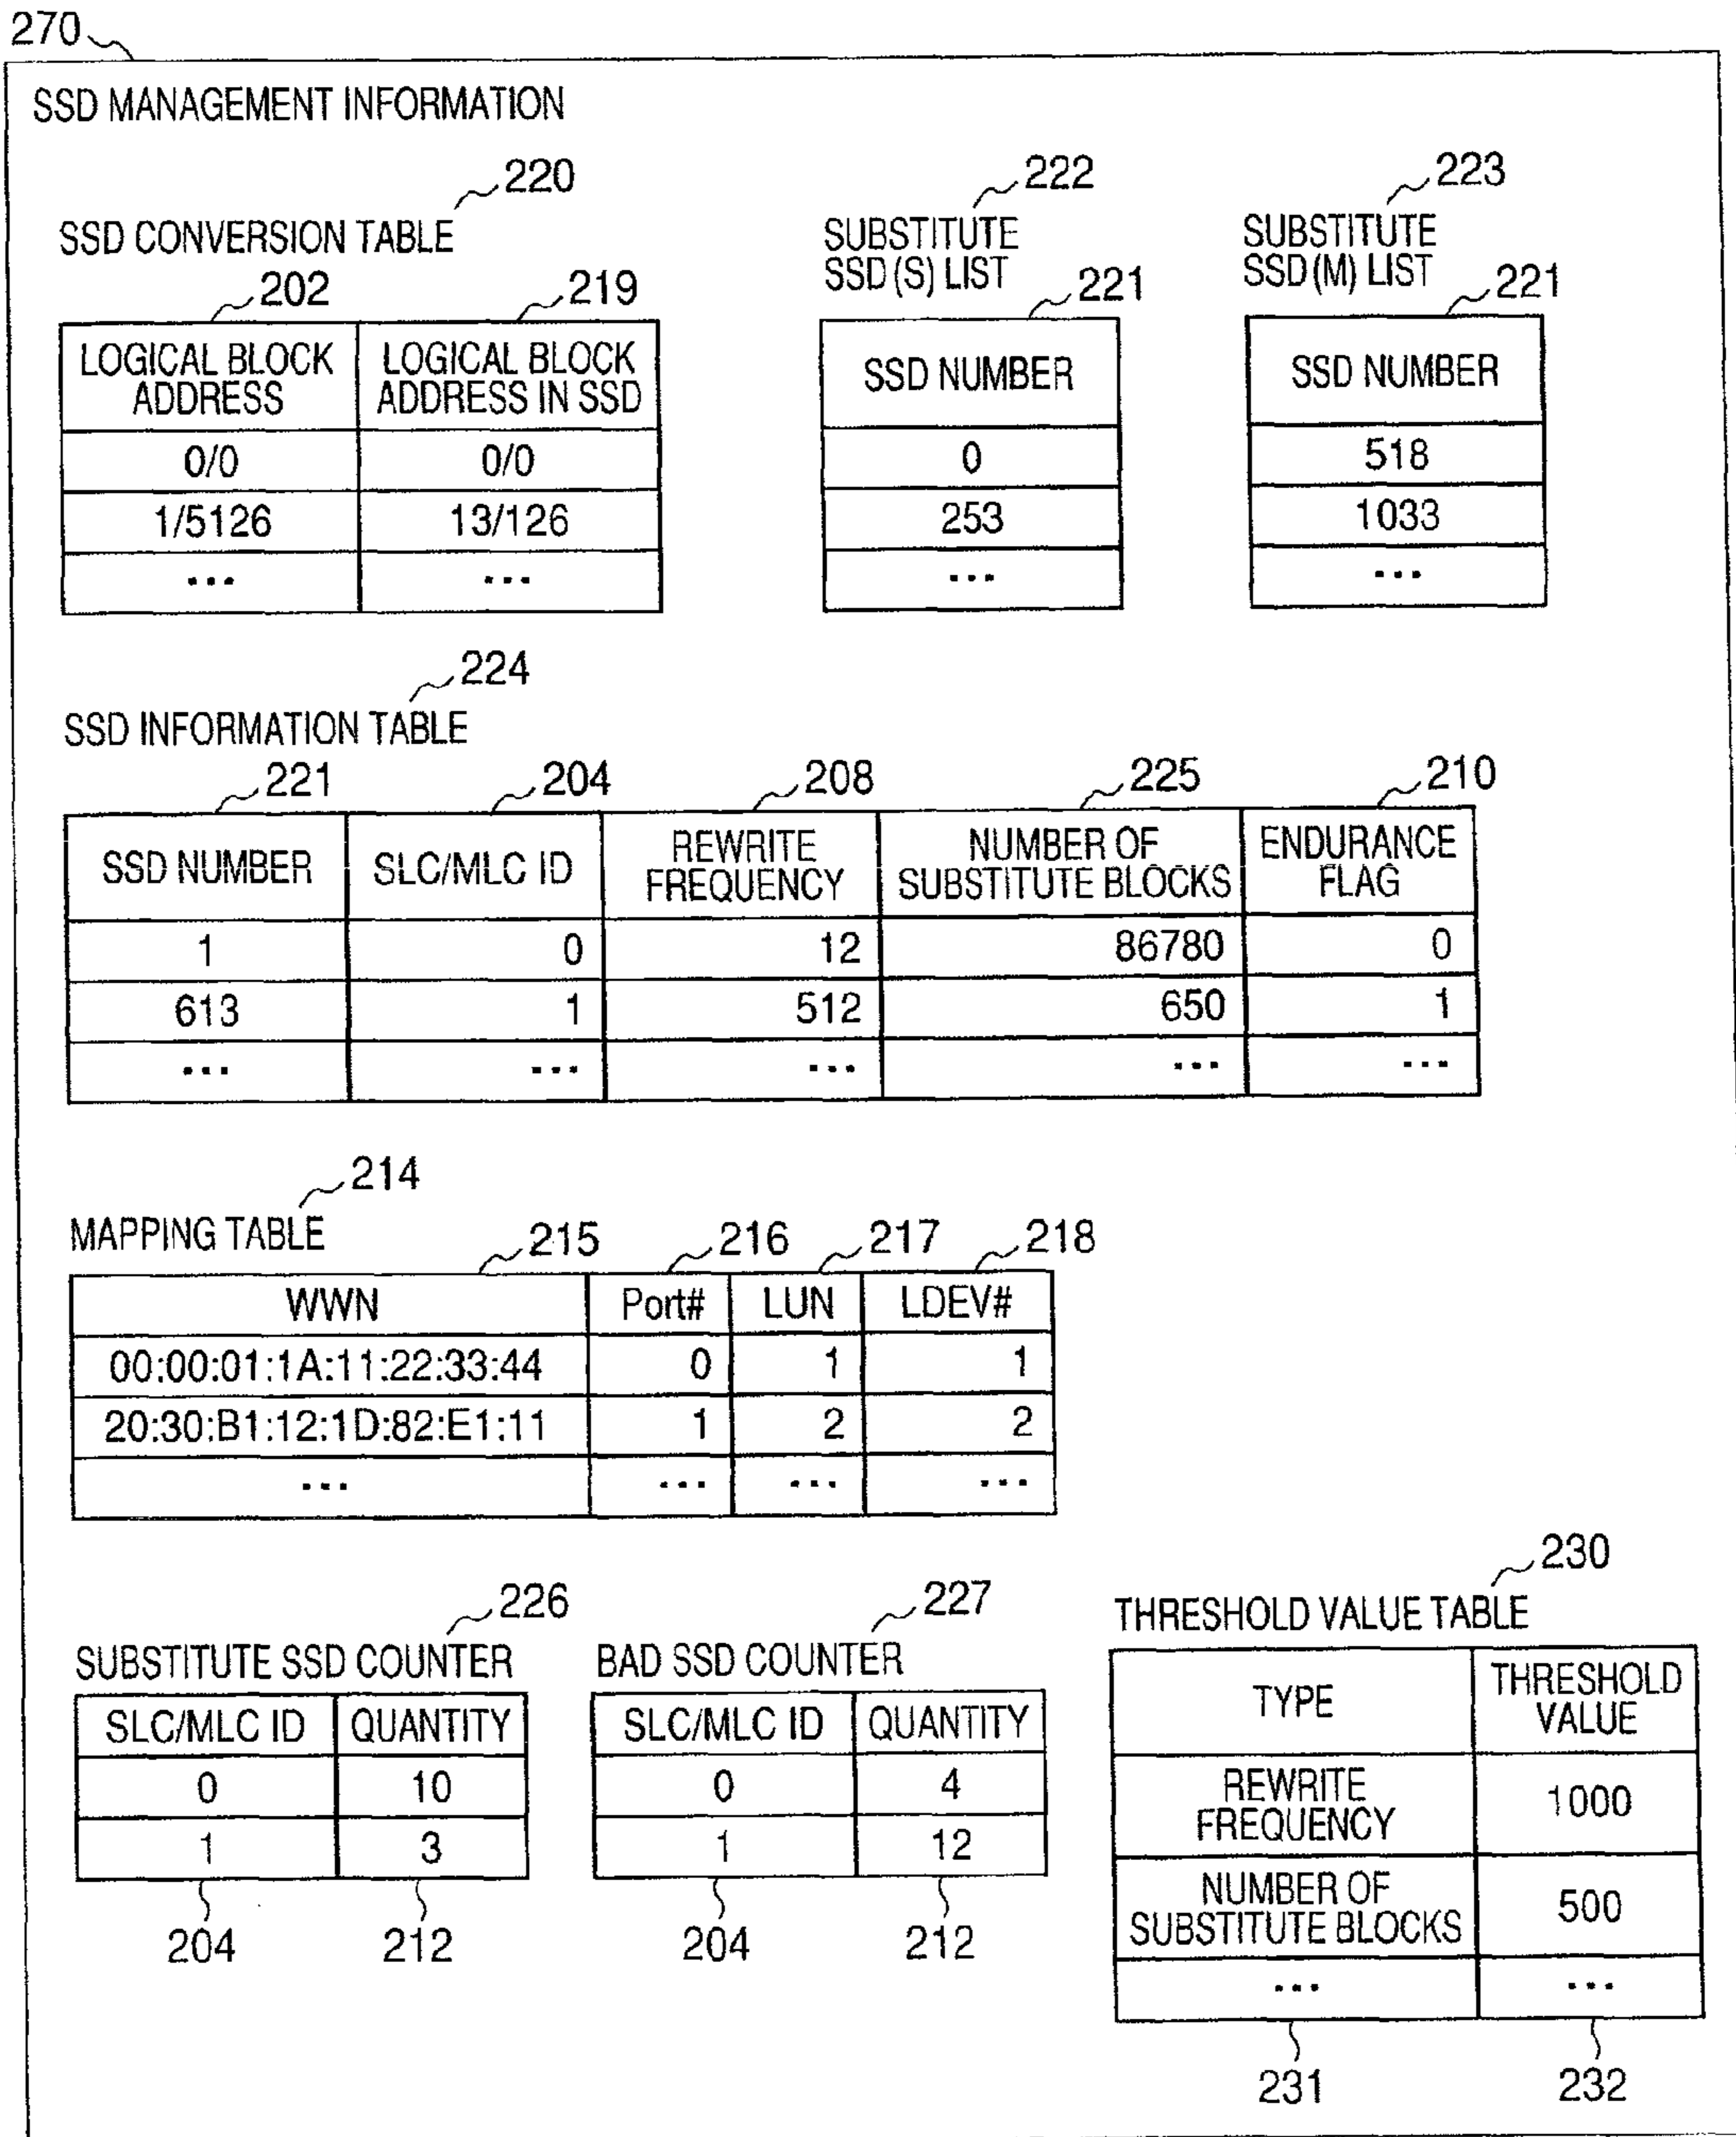 270
SSD MANAGEMENT INFORMATION
220
SSD CONVERSION TABLE
202
219
LOGICAL BLOCK ADDRESS
LOGICAL BLOCK ADDRESS IN SSD
0/0
0/0
1/5126
13/126
...
...
222
SUBSTITUTE
SSD(S) LIST
221
SSD NUMBER
0
253
...
223
SUBSTITUTE
SSD(M) LIST
221
SSD NUMBER
518
1033
...
224
SSD INFORMATION TABLE
221
204
208
225
210
SSD NUMBER
SLC/MLC ID
REWRITE FREQUENCY
NUMBER OF SUBSTITUTE BLOCKS
ENDURANCE FLAG
1
0
12
86780
0
613
1
512
650
1
...
...
...
...
...
214
MAPPING TABLE
215
216
217
218
WWN
Port#
LUN
LDEV#
00:00:01:1A:11:22:33:44
0
1
1
20:30:B1:12:1D:82:E1:11
1
2
2
...
...
...
...
226
SUBSTITUTE SSD COUNTER
SLC/MLC ID
QUANTITY
0
10
1
3
204
212
227
BAD SSD COUNTER
SLC/MLC ID
QUANTITY
0
4
1
12
204
212
230
THRESHOLD VALUE TABLE
TYPE
THRESHOLD VALUE
REWRITE FREQUENCY
1000
NUMBER OF SUBSTITUTE BLOCKS
500
...
...
231
232